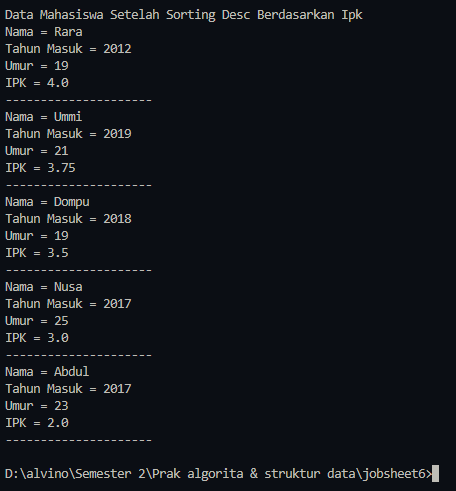 Data Mahasiswa Setelah Sorting Desc Berdasarkan Ipk
Nama = Rara
Tahun Masuk = 2012
Umur = 19
IPK = 4.0
---------------------
Nama = Ummi
Tahun Masuk = 2019
Umur = 21
IPK = 3.75
---------------------
Nama = Dompu
Tahun Masuk = 2018
Umur = 19
IPK = 3.5
---------------------
Nama = Nusa
Tahun Masuk = 2017
Umur = 25
IPK = 3.0
---------------------
Nama = Abdul
Tahun Masuk = 2017
Umur = 23
IPK = 2.0
---------------------
D:\alvino\Semester 2\Prak algorita & struktur data\jobsheet6>